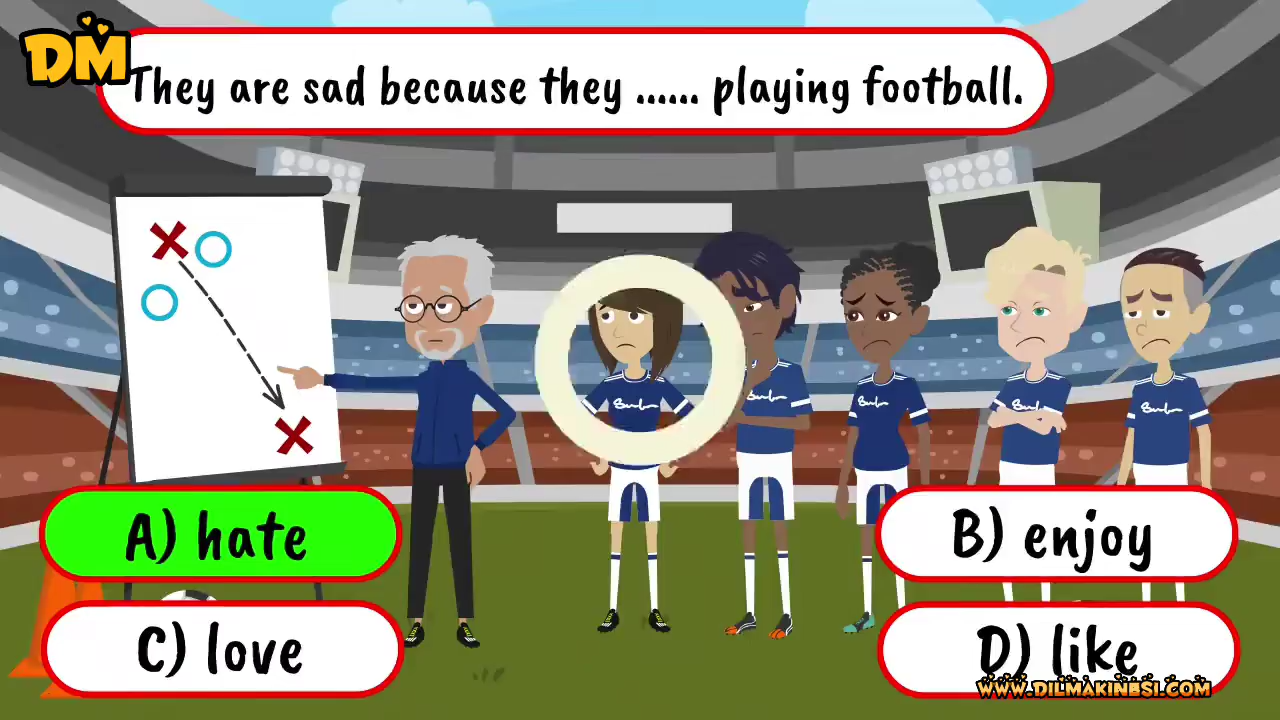 DM
They are sad because they ...... playing football.
A) hate
B) enjoy
C) love
D) like
WWW.DILMAKINESI.COM